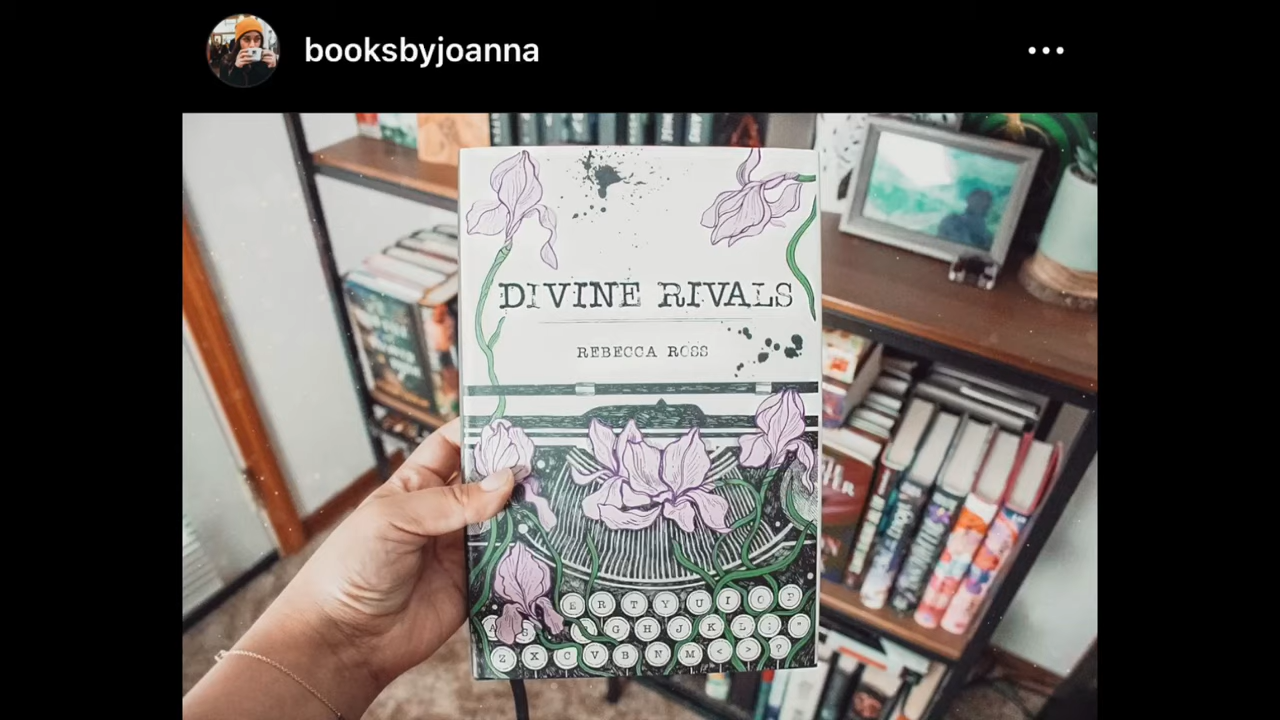 booksbyjoanna
DIVINE RIVALS
REBECCA ROSS
E R T Y U I O P
A S G H J K L : "
Z X C V B N M < > ?